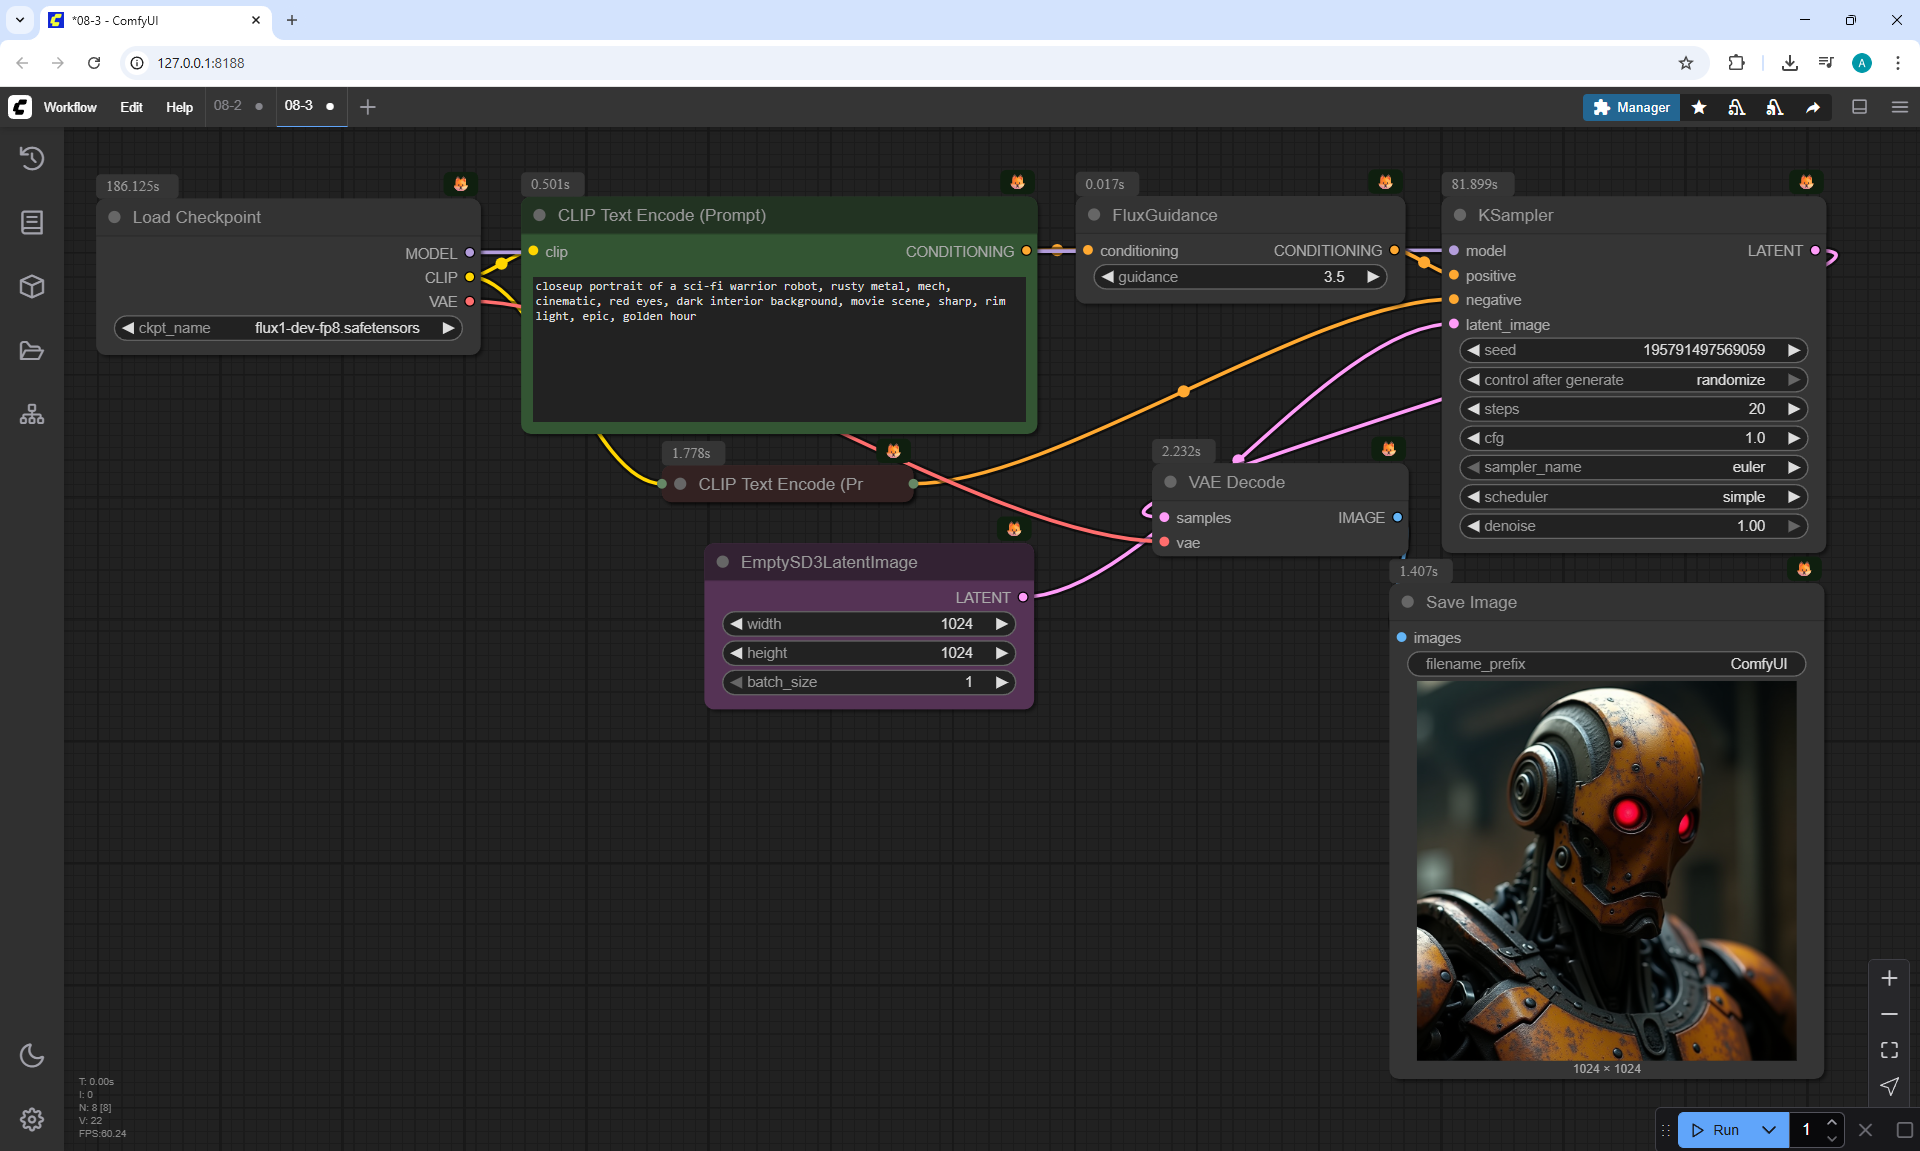 *08-3 - ComfyUI
127.0.0.1:8188
Workflow Edit Help 08-2 08-3 Manager
186.125s
Load Checkpoint
MODEL
CLIP
VAE
ckpt_name flux1-dev-fp8.safetensors
0.501s
CLIP Text Encode (Prompt)
clip CONDITIONING
closeup portrait of a sci-fi warrior robot, rusty metal, mech,
cinematic, red eyes, dark interior background, movie scene, sharp, rim
light, epic, golden hour
0.017s
FluxGuidance
conditioning CONDITIONING
guidance 3.5
81.899s
KSampler
model LATENT
positive
negative
latent_image
seed 195791497569059
control after generate randomize
steps 20
cfg 1.0
sampler_name euler
scheduler simple
denoise 1.00
1.778s
CLIP Text Encode (Pr
2.232s
VAE Decode
samples IMAGE
vae
EmptySD3LatentImage
LATENT
width 1024
height 1024
batch_size 1
1.407s
Save Image
images
filename_prefix ComfyUI
1024 × 1024
T: 0.00s
I: 0
N: 8 [8]
V: 22
FPS:60.24
Run 1
A